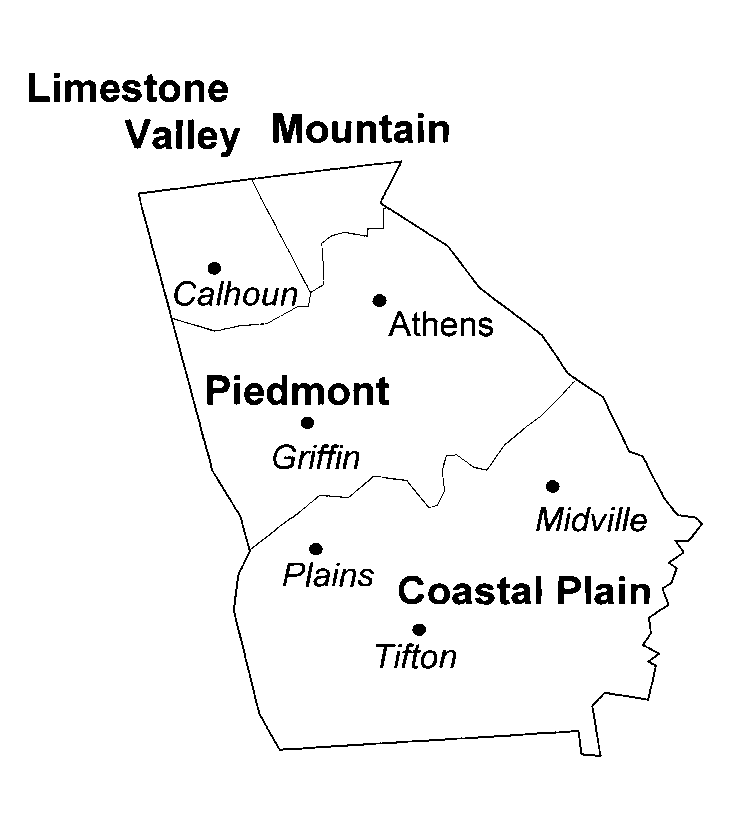 Limestone
Valley
Mountain
Calhoun
Athens
Piedmont
Griffin
Midville
Plains
Coastal Plain
Tifton